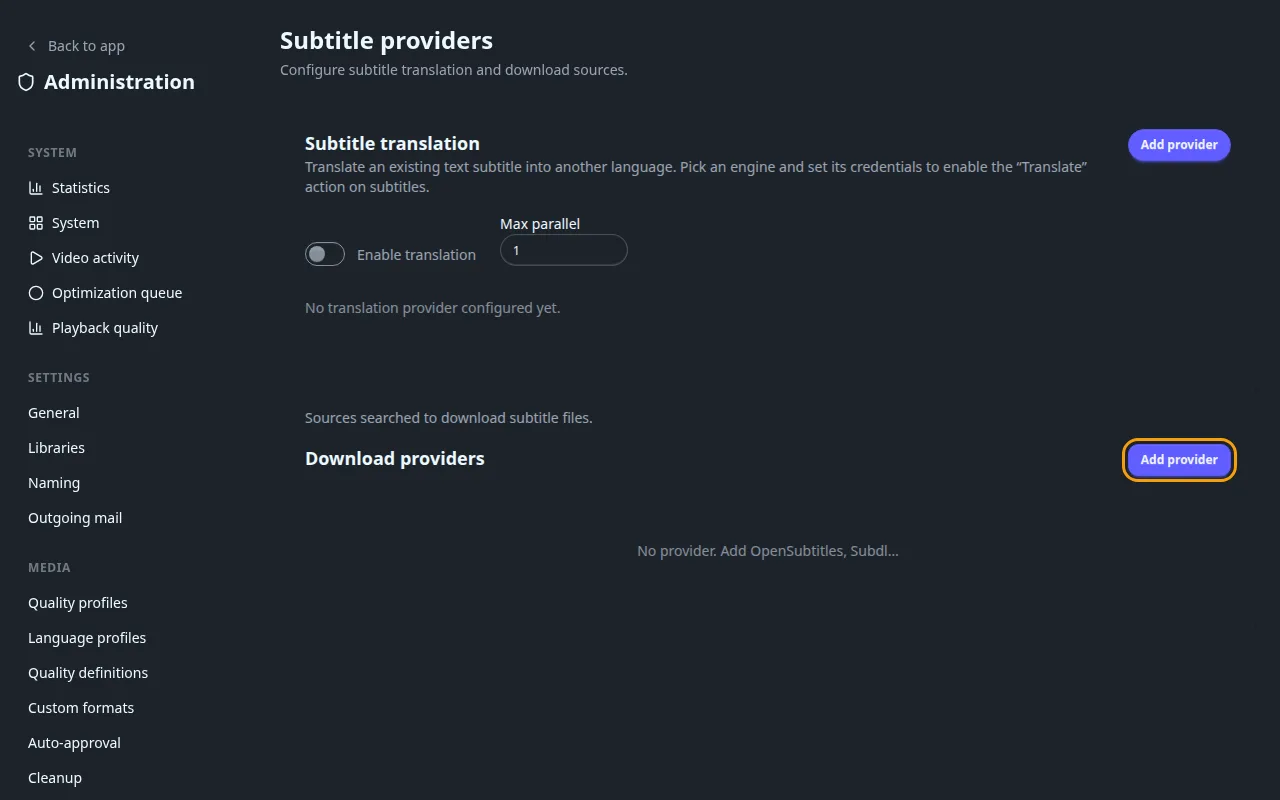 Back to app
Administration
SYSTEM
Statistics
System
Video activity
Optimization queue
Playback quality
SETTINGS
General
Libraries
Naming
Outgoing mail
MEDIA
Quality profiles
Language profiles
Quality definitions
Custom formats
Auto-approval
Cleanup
Subtitle providers
Configure subtitle translation and download sources.
Subtitle translation
Add provider
Translate an existing text subtitle into another language. Pick an engine and set its credentials to enable the “Translate”
action on subtitles.
Max parallel
Enable translation
1
No translation provider configured yet.
Sources searched to download subtitle files.
Download providers
Add provider
No provider. Add OpenSubtitles, Subdl...